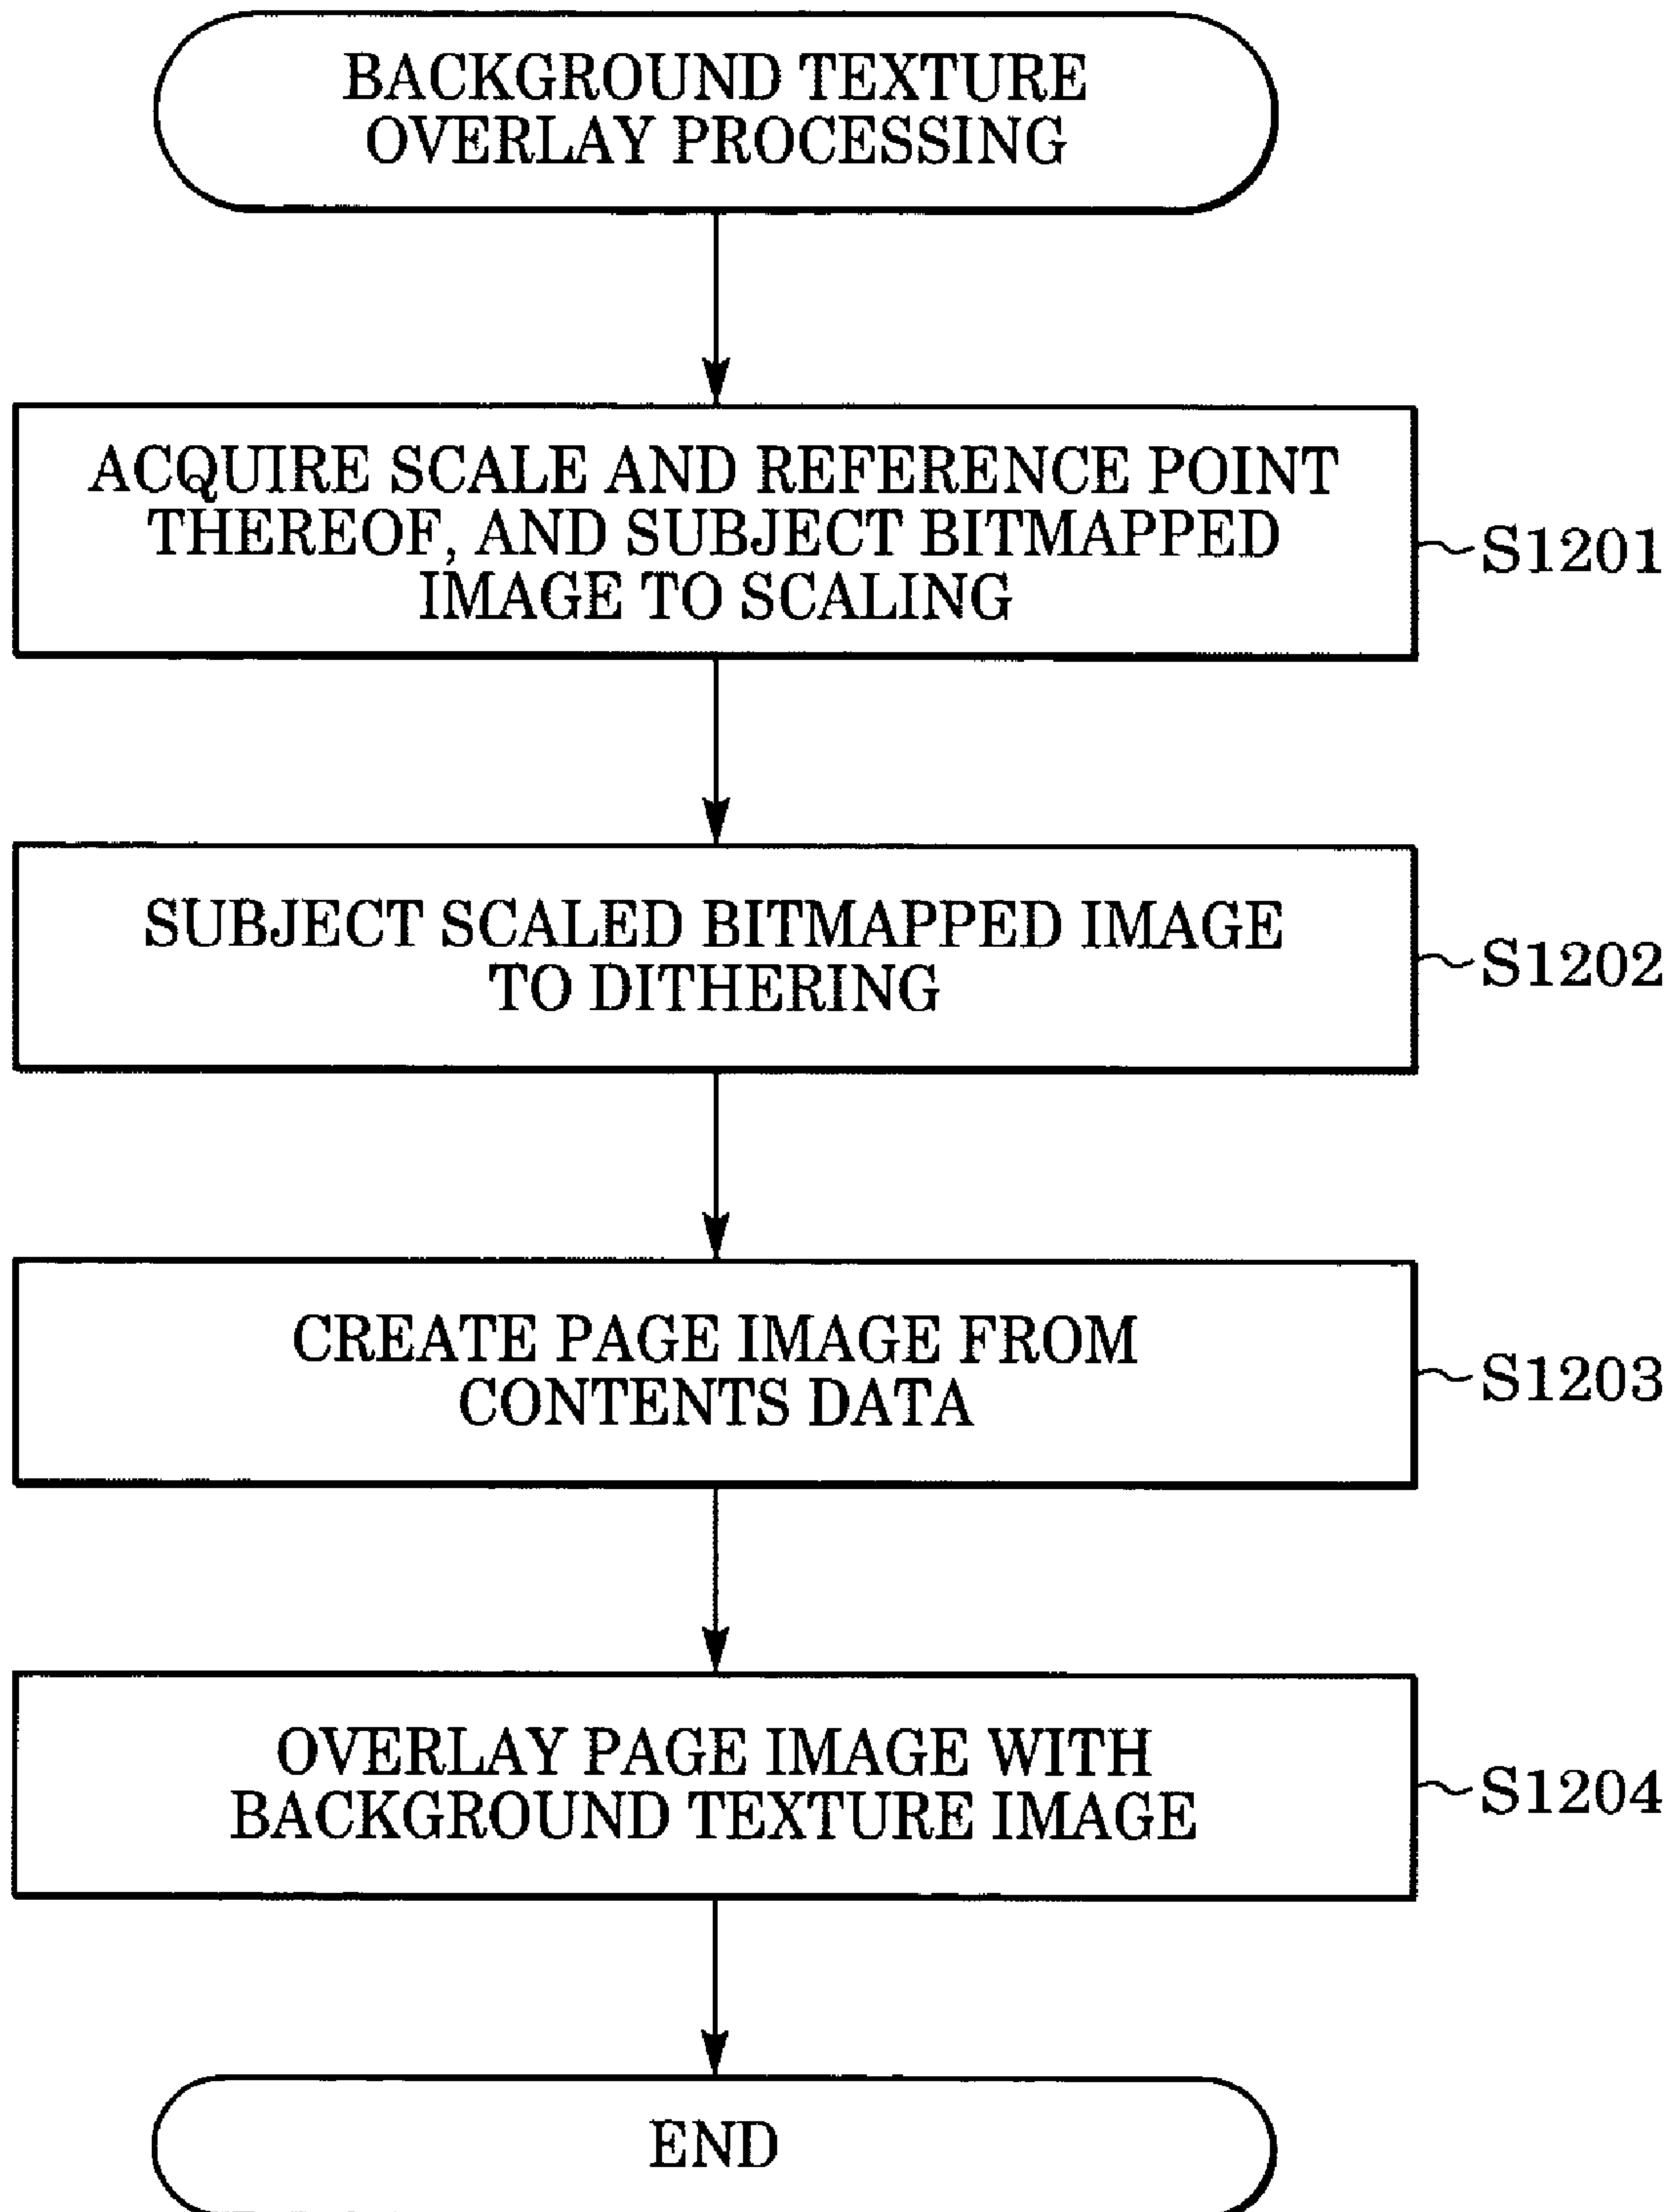 BACKGROUND TEXTURE
OVERLAY PROCESSING
ACQUIRE SCALE AND REFERENCE POINT
THEREOF, AND SUBJECT BITMAPPED
IMAGE TO SCALING
S1201
SUBJECT SCALED BITMAPPED IMAGE
TO DITHERING
S1202
CREATE PAGE IMAGE FROM
CONTENTS DATA
S1203
OVERLAY PAGE IMAGE WITH
BACKGROUND TEXTURE IMAGE
S1204
END